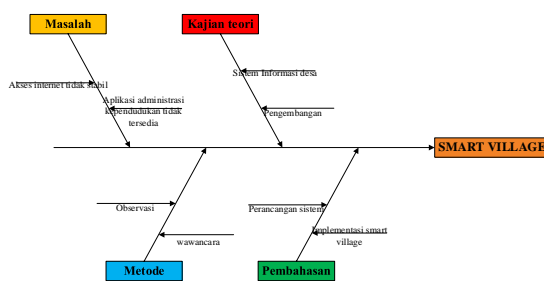 Masalah
Kajian teori
Sistem Informasi desa
Akses internet tidak stabil
Aplikasi administrasi
kependudukan tidak
tersedia
Pengembangan
SMART VILLAGE
Observasi
Perancangan sistem
wawancara
Implementasi smart
village
Metode
Pembahasan